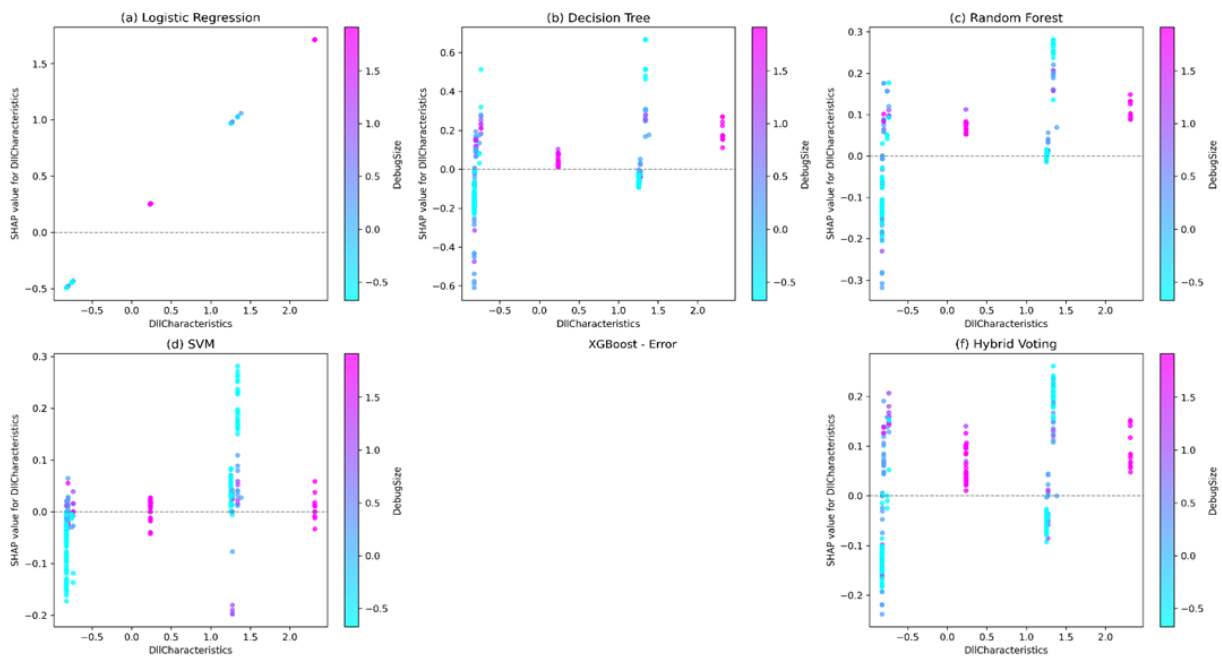 (a) Logistic Regression
SHAP value for DllCharacteristics
1.5
1.0
0.5
0.0
−0.5
−0.5 0.0 0.5 1.0 1.5 2.0
DllCharacteristics
1.5
1.0
0.5
0.0
−0.5
DebugSize
(b) Decision Tree
SHAP value for DllCharacteristics
0.6
0.4
0.2
0.0
−0.2
−0.4
−0.6
−0.5 0.0 0.5 1.0 1.5 2.0
DllCharacteristics
1.5
1.0
0.5
0.0
−0.5
DebugSize
(c) Random Forest
SHAP value for DllCharacteristics
0.3
0.2
0.1
0.0
−0.1
−0.2
−0.3
−0.5 0.0 0.5 1.0 1.5 2.0
DllCharacteristics
1.5
1.0
0.5
0.0
−0.5
DebugSize
(d) SVM
SHAP value for DllCharacteristics
0.3
0.2
0.1
0.0
−0.1
−0.2
−0.5 0.0 0.5 1.0 1.5 2.0
DllCharacteristics
1.5
1.0
0.5
0.0
−0.5
DebugSize
XGBoost - Error
(f) Hybrid Voting
SHAP value for DllCharacteristics
0.2
0.1
0.0
−0.1
−0.2
−0.5 0.0 0.5 1.0 1.5 2.0
DllCharacteristics
1.5
1.0
0.5
0.0
−0.5
DebugSize